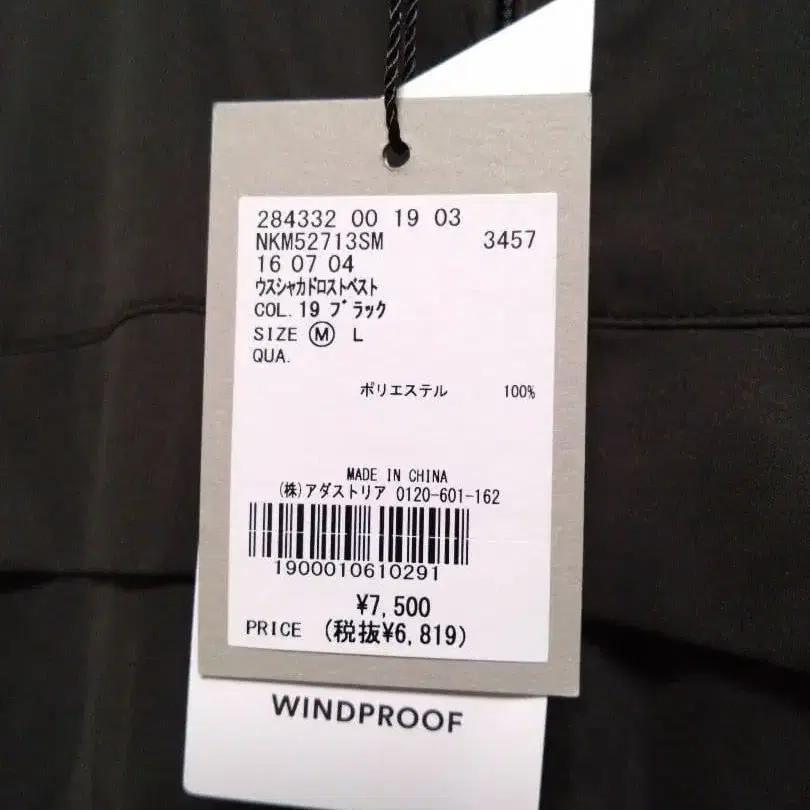 284332 00 19 03
NKM52713SM 3457
16 07 04
ウスシャカドロストベスト
COL. 19 ブラック
SIZE Ⓜ L
QUA.
ポリエステル 100%
MADE IN CHINA
(株)アダストリア 0120-601-162
1900010610291
¥7,500
PRICE (税抜¥6,819)
WINDPROOF